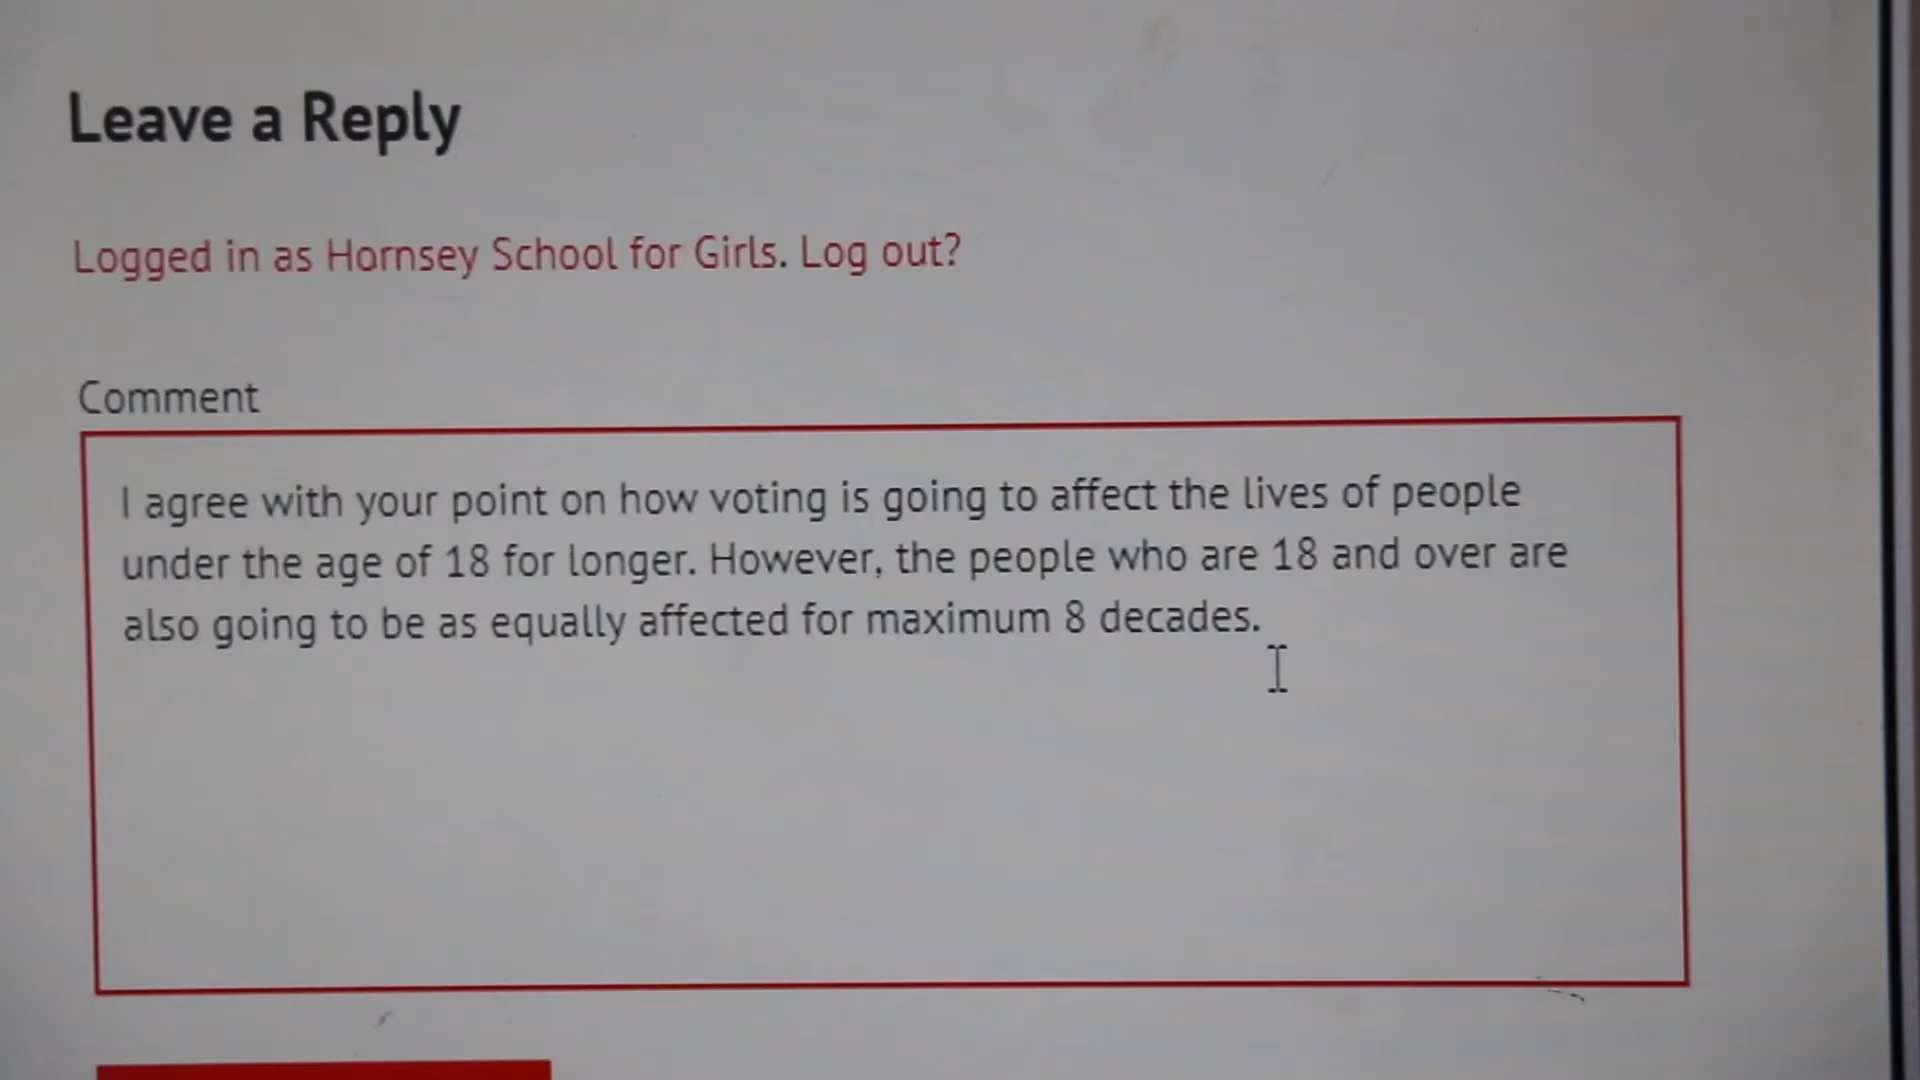 Leave a Reply
Logged in as Hornsey School for Girls. Log out?
Comment
I agree with your point on how voting is going to affect the lives of people
under the age of 18 for longer. However, the people who are 18 and over are
also going to be as equally affected for maximum 8 decades.